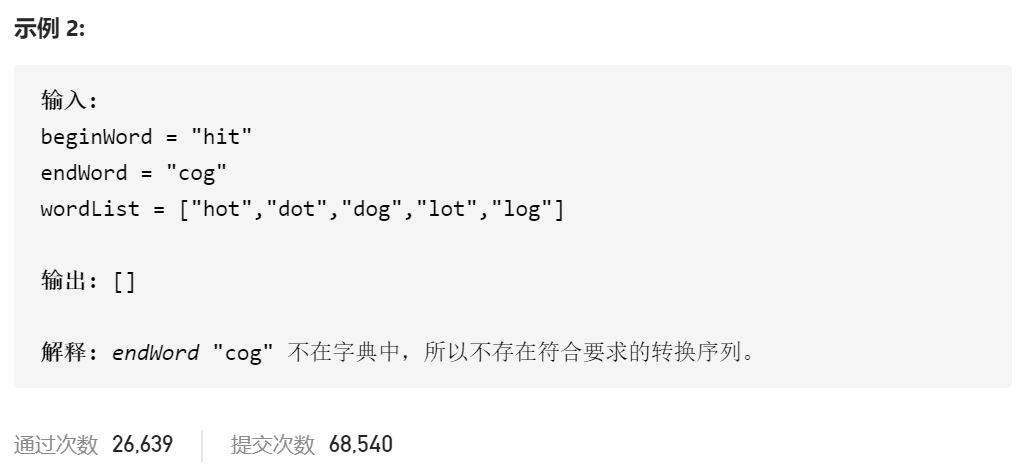 示例 2:
输入:
beginWord = "hit"
endWord = "cog"
wordList = ["hot","dot","dog","lot","log"]
输出: []
解释: endWord "cog" 不在字典中，所以不存在符合要求的转换序列。
通过次数 26,639 提交次数 68,540